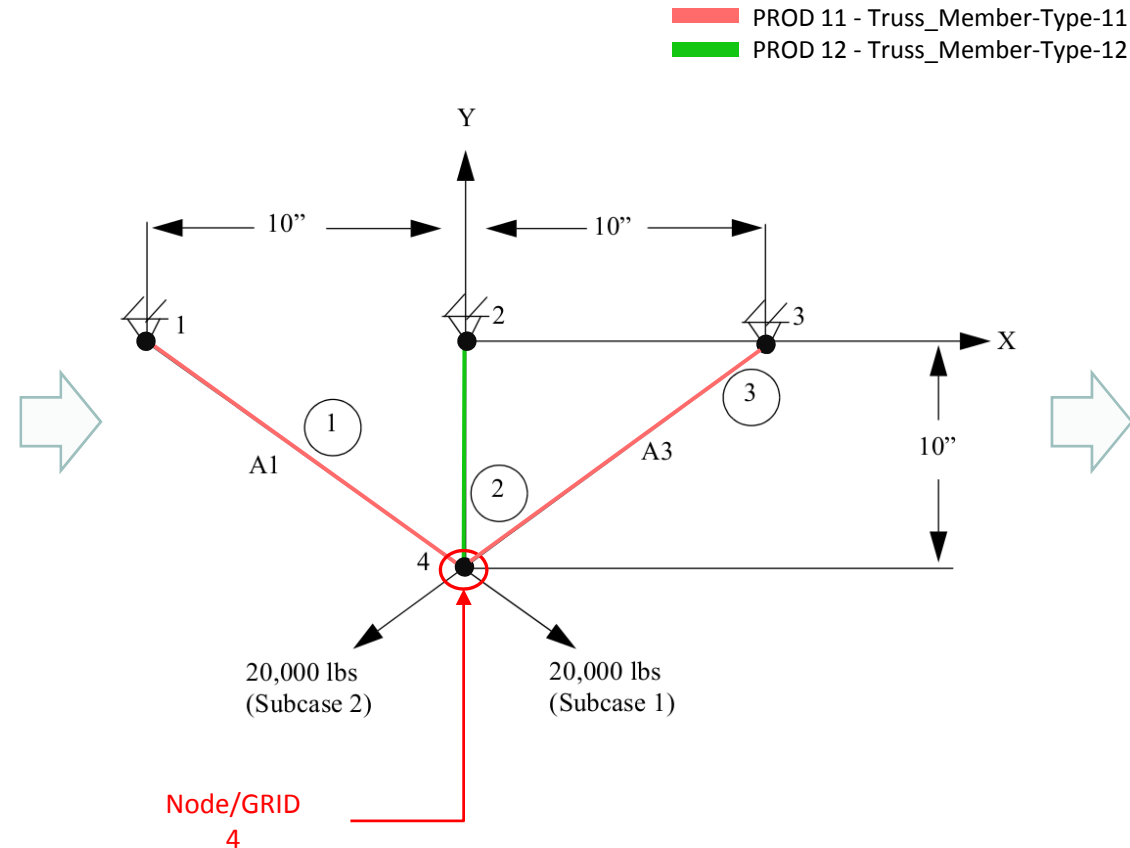 PROD 11 - Truss_Member-Type-11
PROD 12 - Truss_Member-Type-12
Y
10”
10”
1
2
3
X
1
3
10”
A1
A3
2
4
20,000 lbs
(Subcase 2)
20,000 lbs
(Subcase 1)
Node/GRID
4